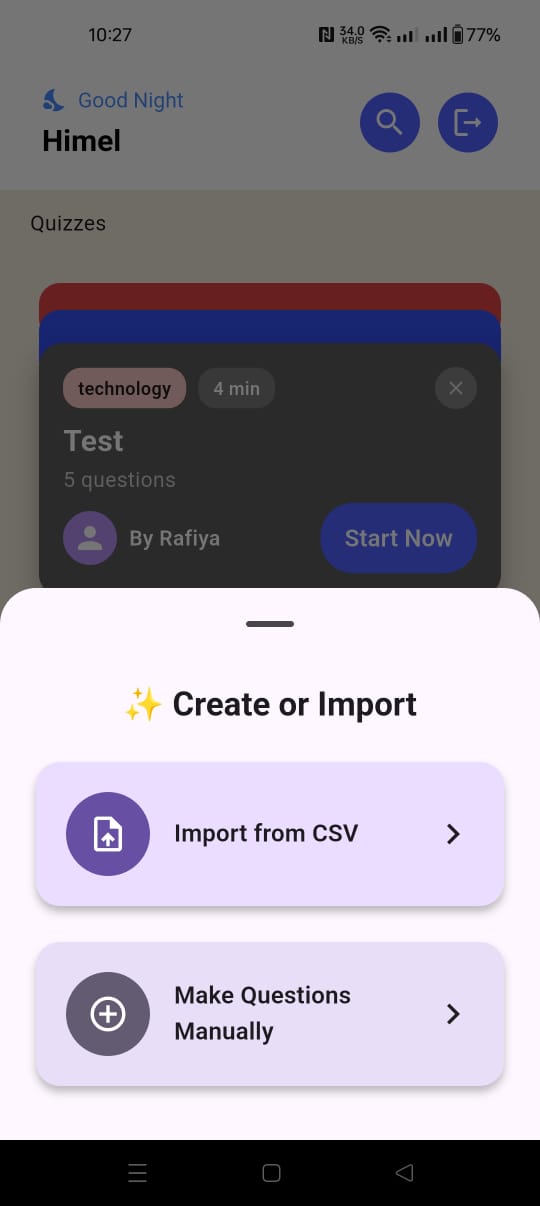 10:27
34.0
KB/S
77%
Good Night
Himel
Quizzes
technology
4 min
Test
5 questions
By Rafiya
Start Now
✨ Create or Import
Import from CSV
Make Questions
Manually